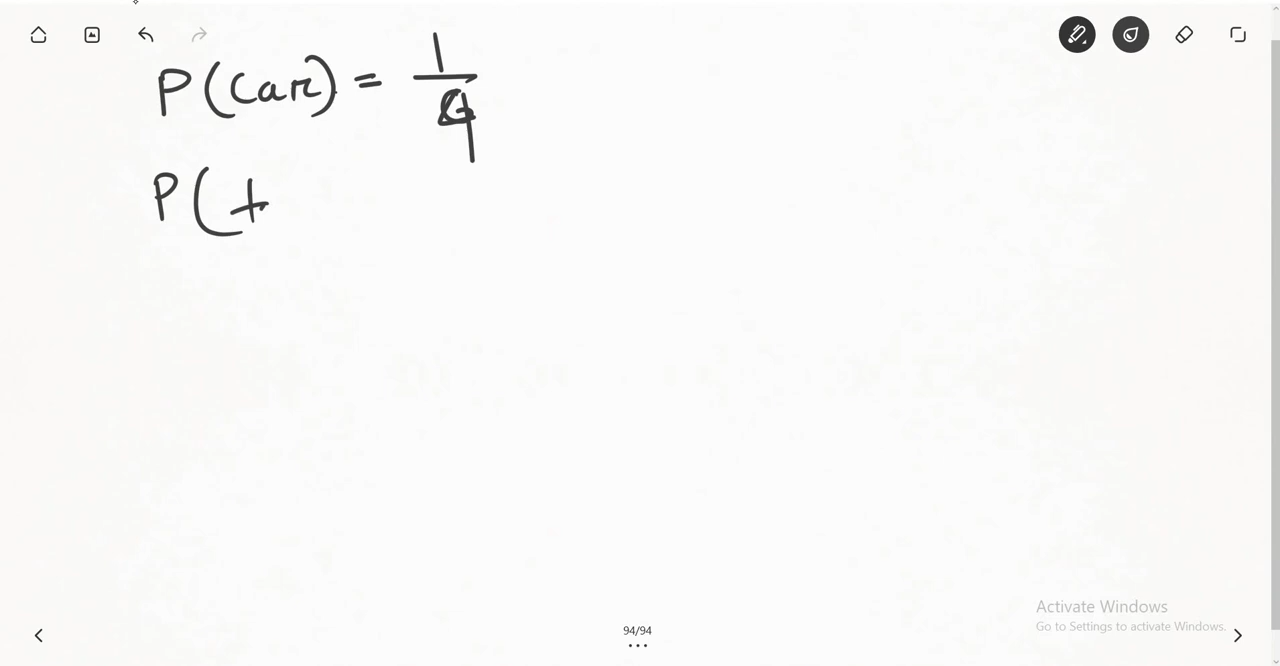 P(Car) = 1/4
P(t
94/94
Activate Windows
Go to Settings to activate Windows.